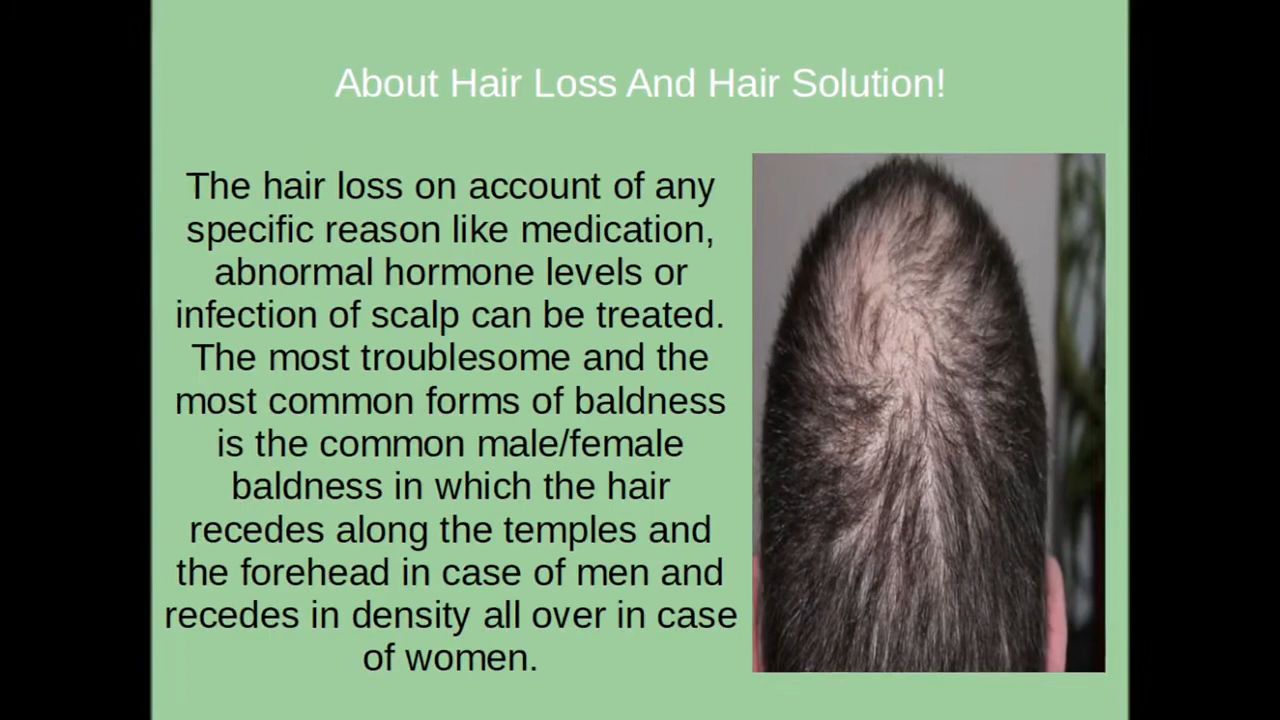 About Hair Loss And Hair Solution!
The hair loss on account of any
specific reason like medication,
abnormal hormone levels or
infection of scalp can be treated.
The most troublesome and the
most common forms of baldness
is the common male/female
baldness in which the hair
recedes along the temples and
the forehead in case of men and
recedes in density all over in case
of women.